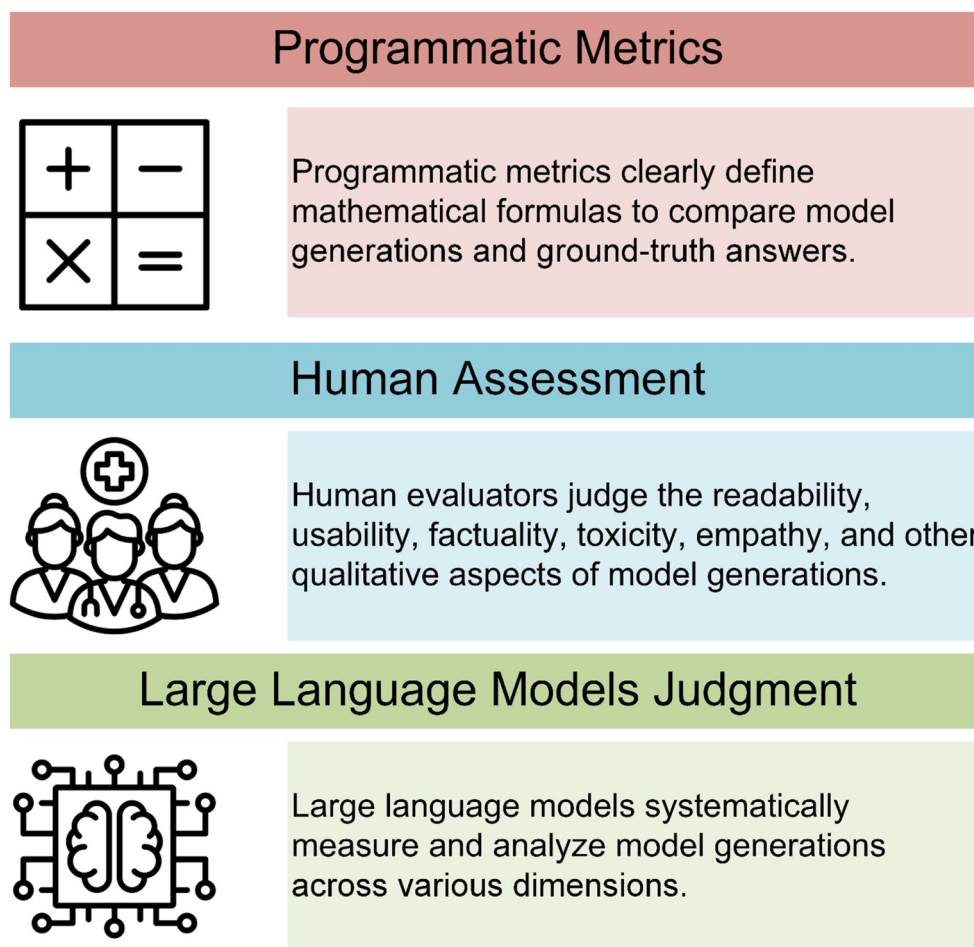 Programmatic Metrics
Programmatic metrics clearly define
mathematical formulas to compare model
generations and ground-truth answers.
Human Assessment
Human evaluators judge the readability,
usability, factuality, toxicity, empathy, and other
qualitative aspects of model generations.
Large Language Models Judgment
Large language models systematically
measure and analyze model generations
across various dimensions.